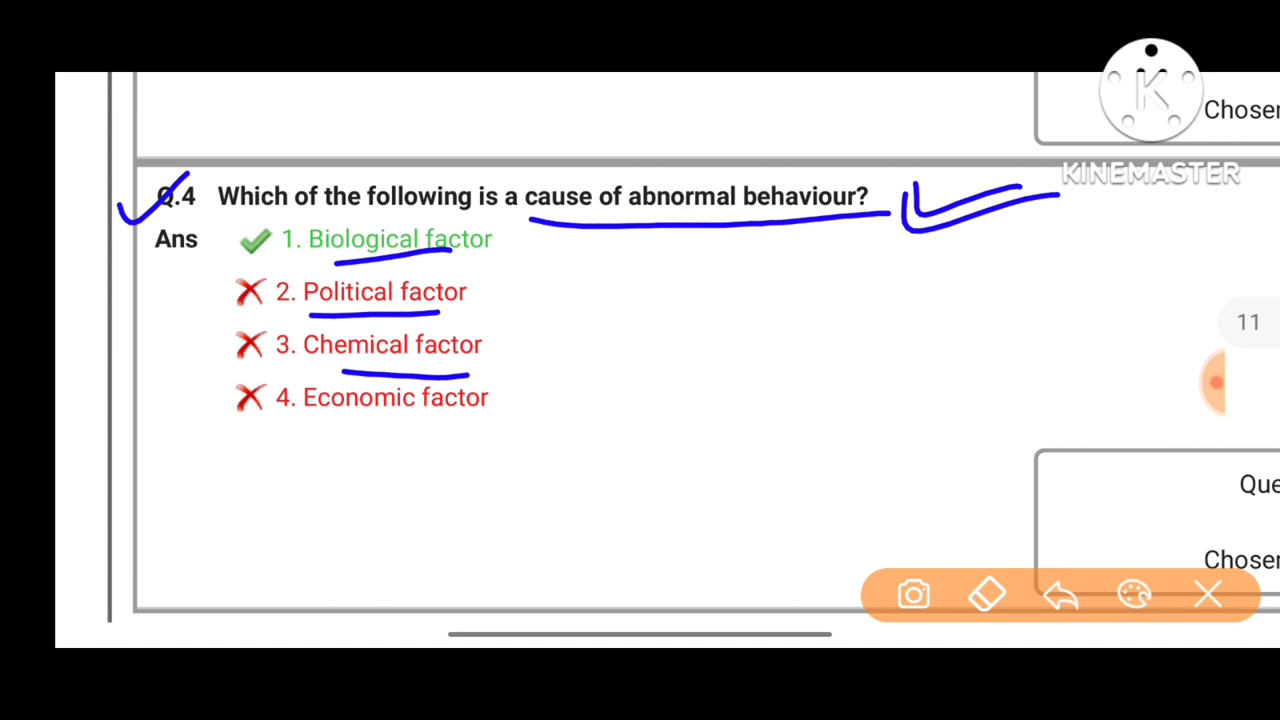 Chosen
K
KINEMASTER
Q.4 Which of the following is a cause of abnormal behaviour?
Ans 1. Biological factor
2. Political factor
3. Chemical factor
4. Economic factor
11
Que